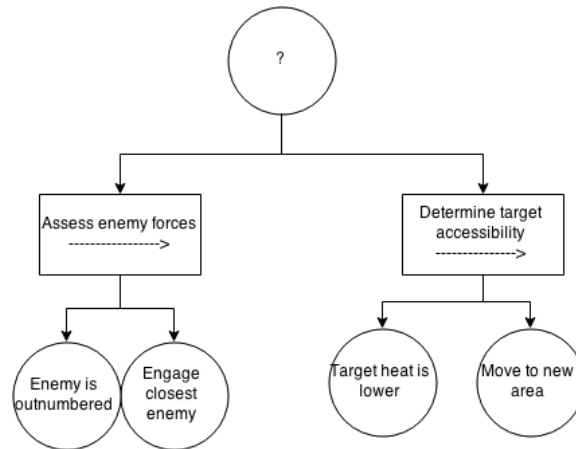 ?
Assess enemy forces
---------------->
Determine target
accessibility
-------------->
Enemy is
outnumbered
Engage
closest
enemy
Target heat is
lower
Move to new
area